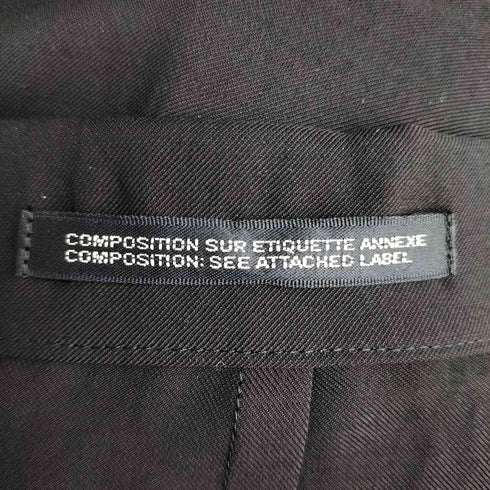 COMPOSITION SUR ETIQUETTE ANNEXE
COMPOSITION: SEE ATTACHED LABEL